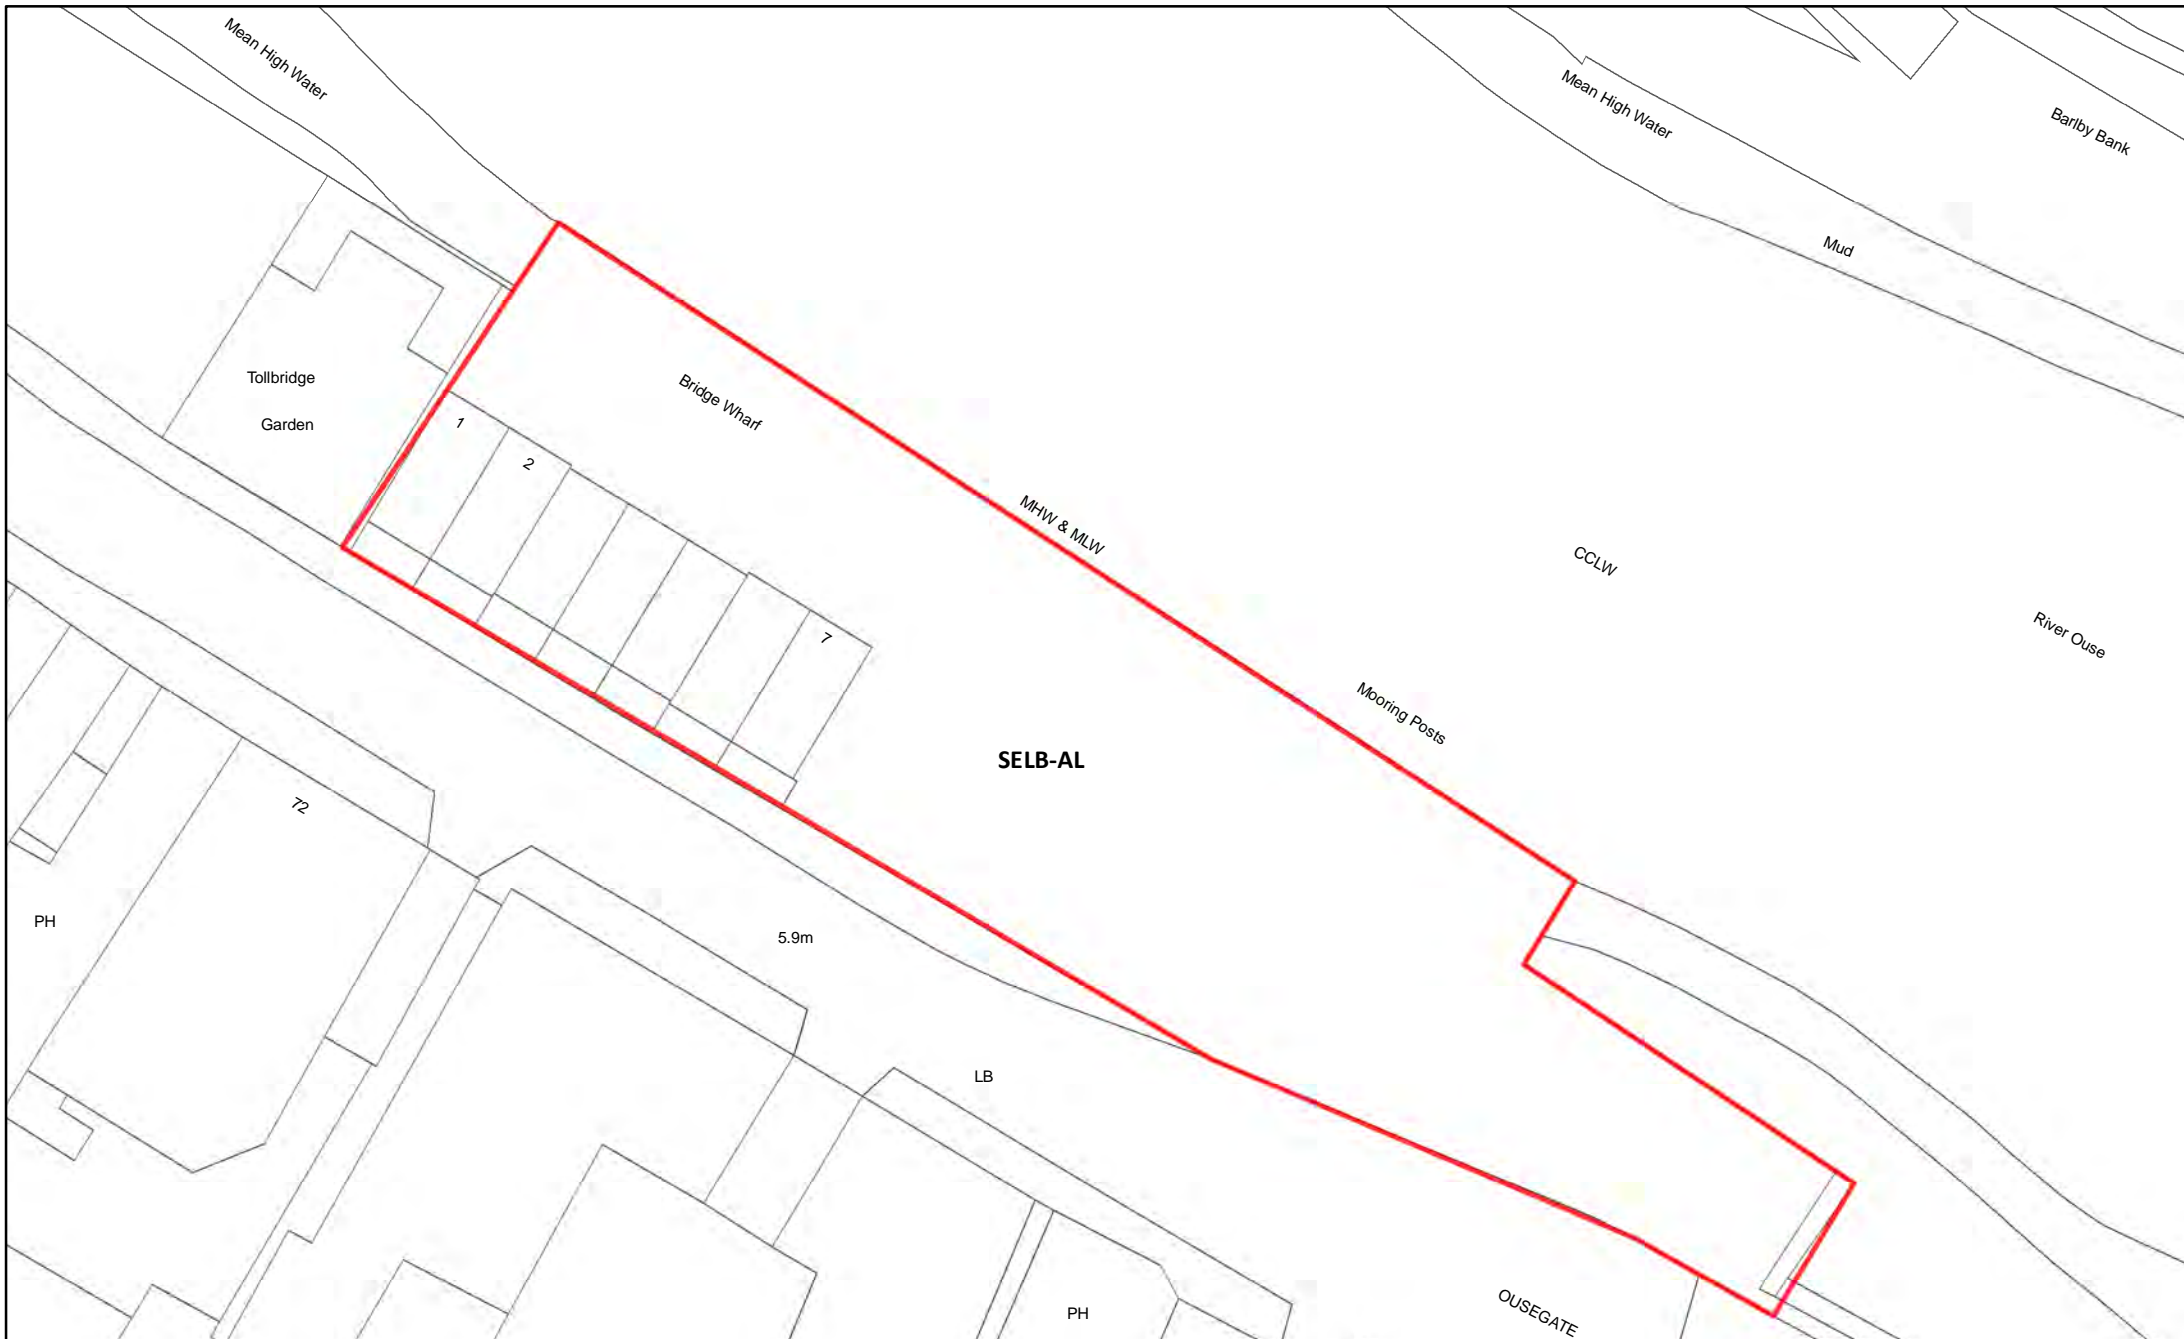 Mean High Water
Mean High Water
Barlby Bank
Mud
Tollbridge
Garden
Bridge Wharf
1
2
MHW & MLW
CCLW
River Ouse
7
Mooring Posts
SELB-AL
72
PH
5.9m
LB
PH
OUSEGATE